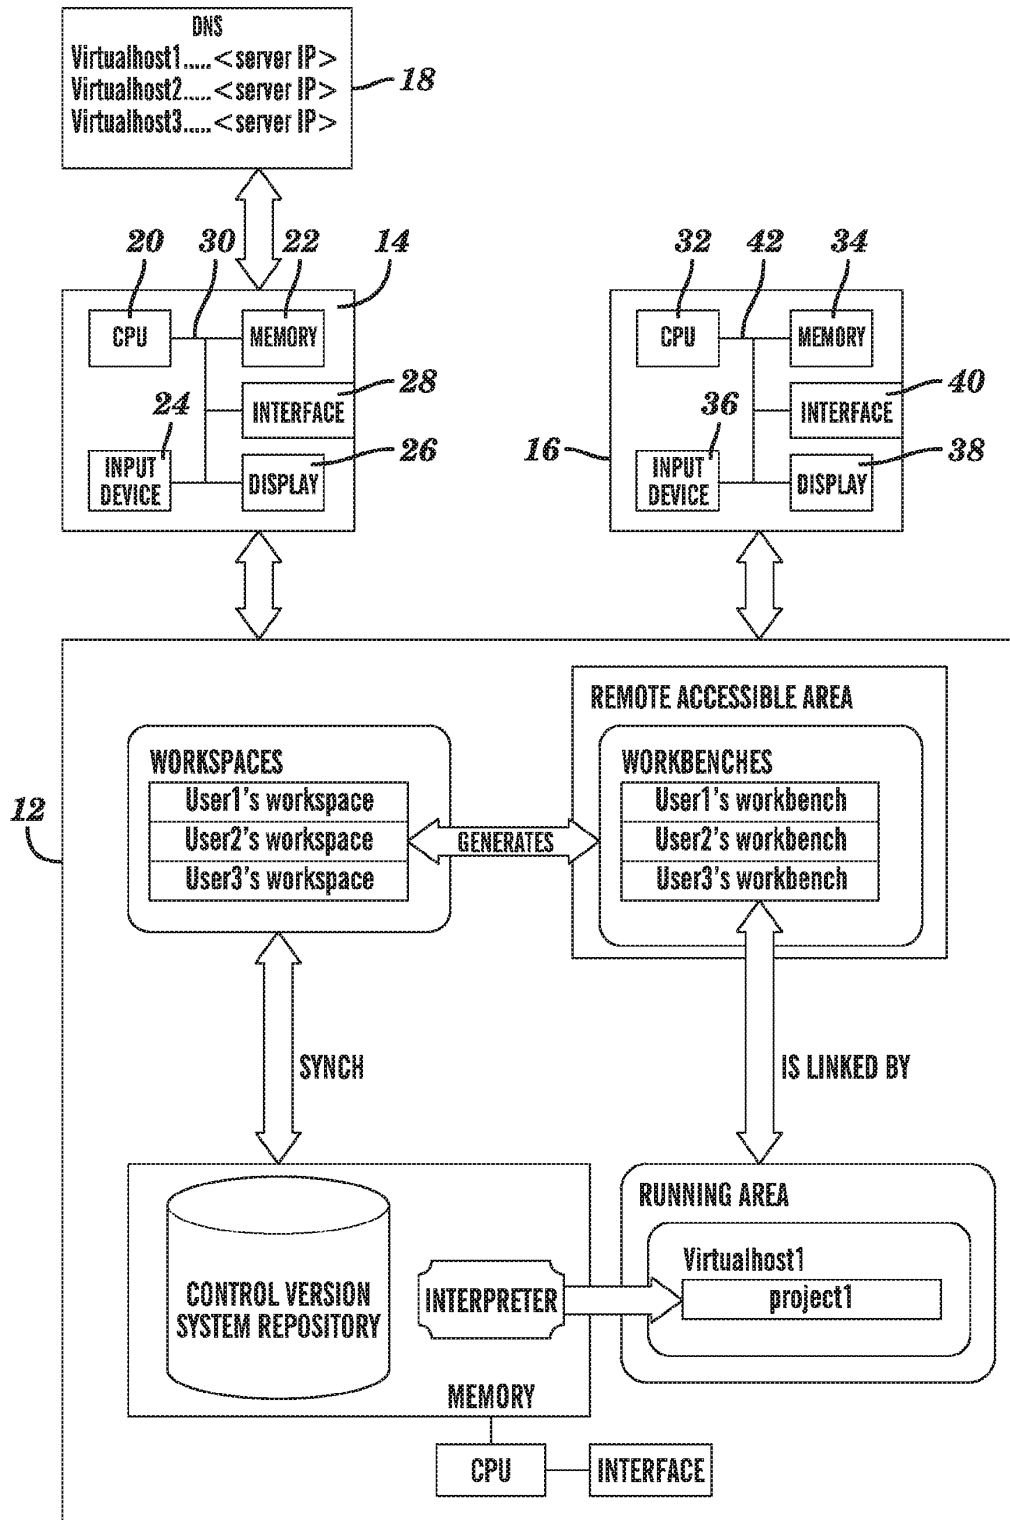 DNS
Virtualhost1.....<server IP>
Virtualhost2.....<server IP>
Virtualhost3.....<server IP>
18
20
30
22
14
CPU
MEMORY
28
INTERFACE
24
26
INPUT
DEVICE
DISPLAY
32
42
34
CPU
MEMORY
40
INTERFACE
36
16
38
INPUT
DEVICE
DISPLAY
12
REMOTE ACCESSIBLE AREA
WORKSPACES
User1's workspace
User2's workspace
User3's workspace
GENERATES
WORKBENCHES
User1's workbench
User2's workbench
User3's workbench
SYNCH
IS LINKED BY
CONTROL VERSION
SYSTEM REPOSITORY
INTERPRETER
MEMORY
RUNNING AREA
Virtualhost1
project1
CPU
INTERFACE